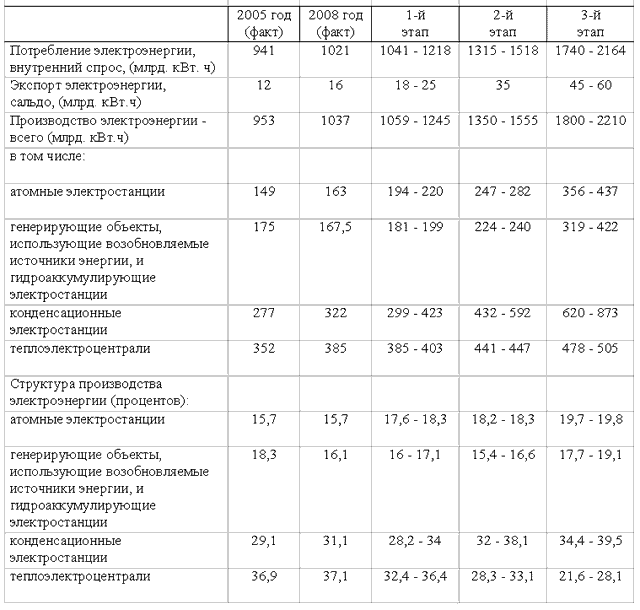 2005 год 2008 год 1-й 2-й 3-й
(факт) (факт) этап этап этап
Потребление электроэнергии, 941 1021 1041 - 1218 1315 - 1518 1740 - 2164
внутренний спрос, (млрд. кВт. ч)
Экспорт электроэнергии, 12 16 18 - 25 35 45 - 60
сальдо, (млрд. кВт.ч)
Производство электроэнергии - 953 1037 1059 - 1245 1350 - 1555 1800 - 2210
всего (млрд. кВт.ч)
в том числе:
атомные электростанции 149 163 194 - 220 247 - 282 356 - 437
генерирующие объекты, 175 167,5 181 - 199 224 - 240 319 - 422
использующие возобновляемые
источники энергии, и
гидроаккумулирующие
электростанции
конденсационные 277 322 299 - 423 432 - 592 620 - 873
электростанции
теплоэлектроцентрали 352 385 385 - 403 441 - 447 478 - 505
Структура производства
электроэнергии (процентов):
атомные электростанции 15,7 15,7 17,6 - 18,3 18,2 - 18,3 19,7 - 19,8
генерирующие объекты, 18,3 16,1 16 - 17,1 15,4 - 16,6 17,7 - 19,1
использующие возобновляемые
источники энергии, и
гидроаккумулирующие
электростанции
конденсационные 29,1 31,1 28,2 - 34 32 - 38,1 34,4 - 39,5
электростанции
теплоэлектроцентрали 36,9 37,1 32,4 - 36,4 28,3 - 33,1 21,6 - 28,1